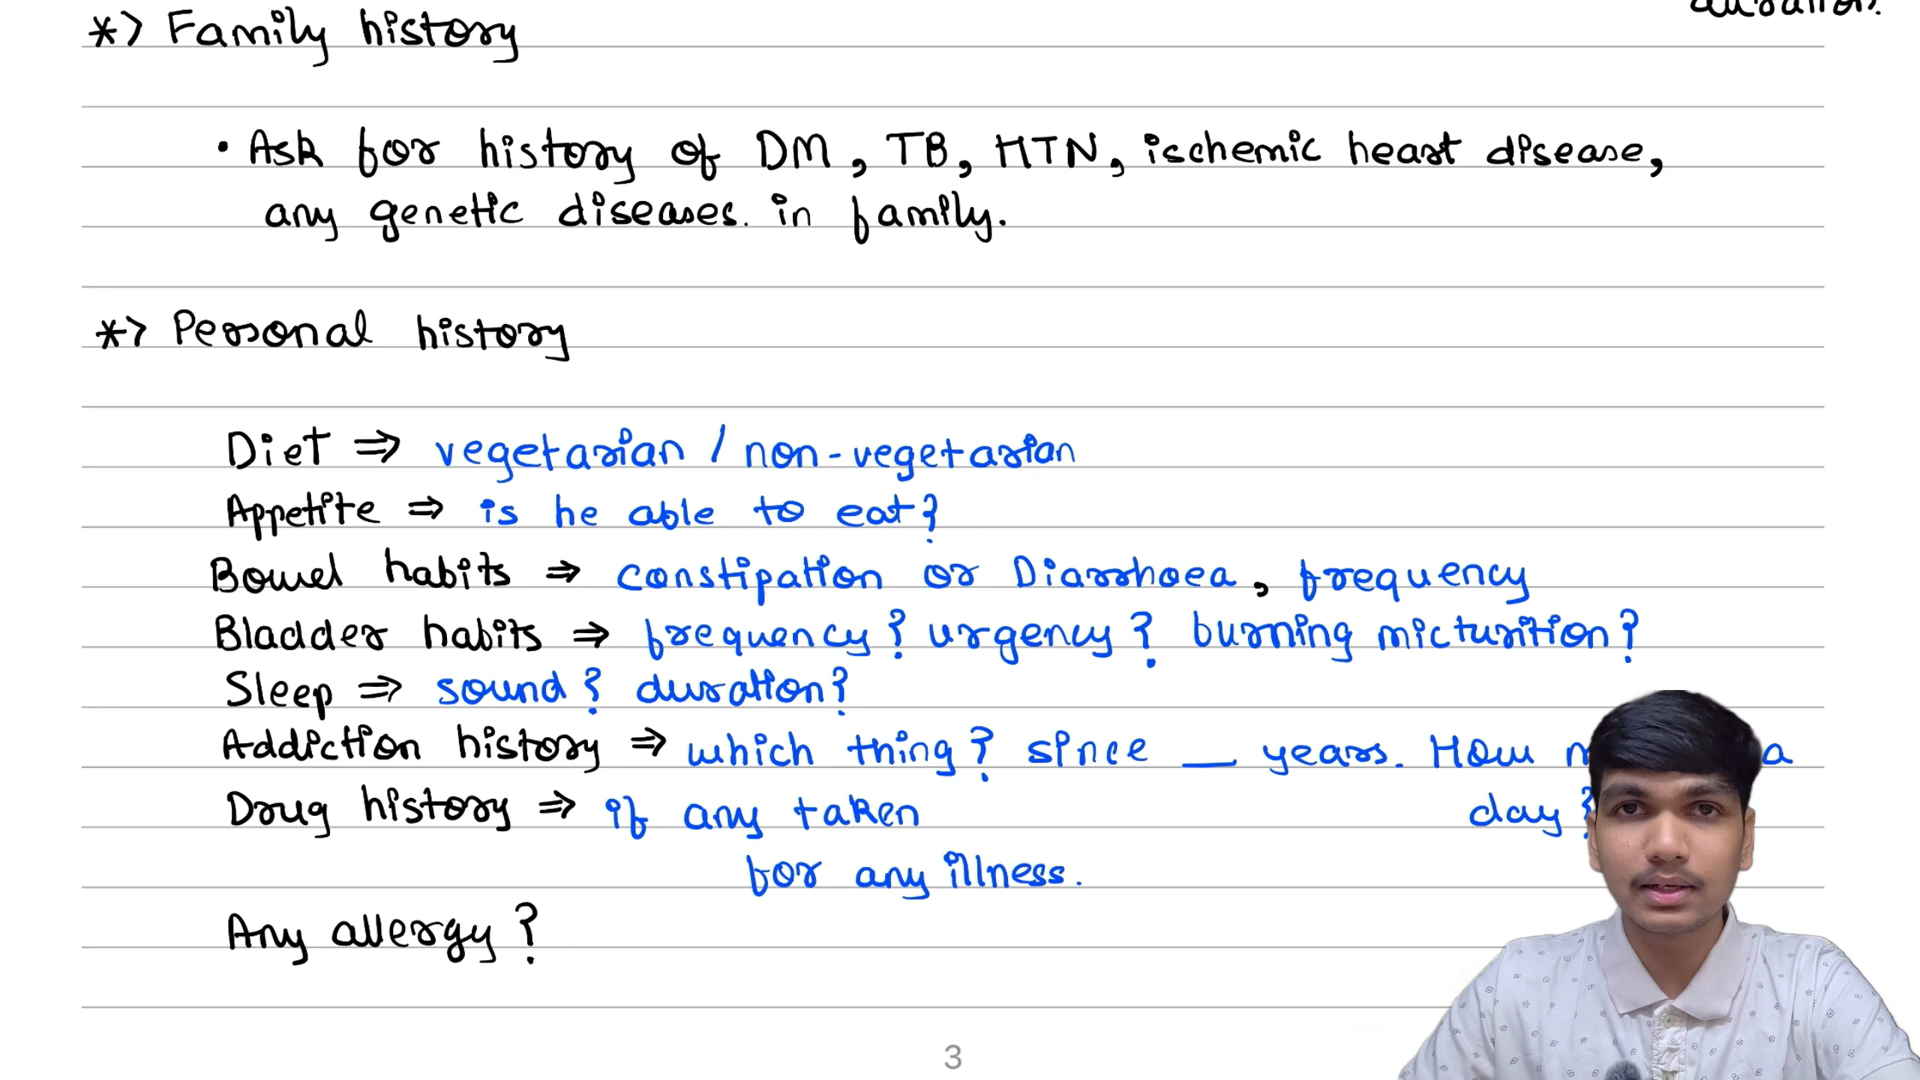 duration.
*> Family history
• Ask for history of DM, TB, HTN, ischemic heart disease,
any genetic diseases. in family.
*> Personal history
Diet ⇒ vegetarian / non-vegetarian
Appetite ⇒ is he able to eat?
Bowel habits ⇒ constipation or Diarrhoea, frequency
Bladder habits ⇒ frequency? urgency? burning micturition?
Sleep ⇒ sound? duration?
Addiction history ⇒ which thing? since __ years. How a
day?
Drug history ⇒ if any taken
for any illness.
Any allergy?
3